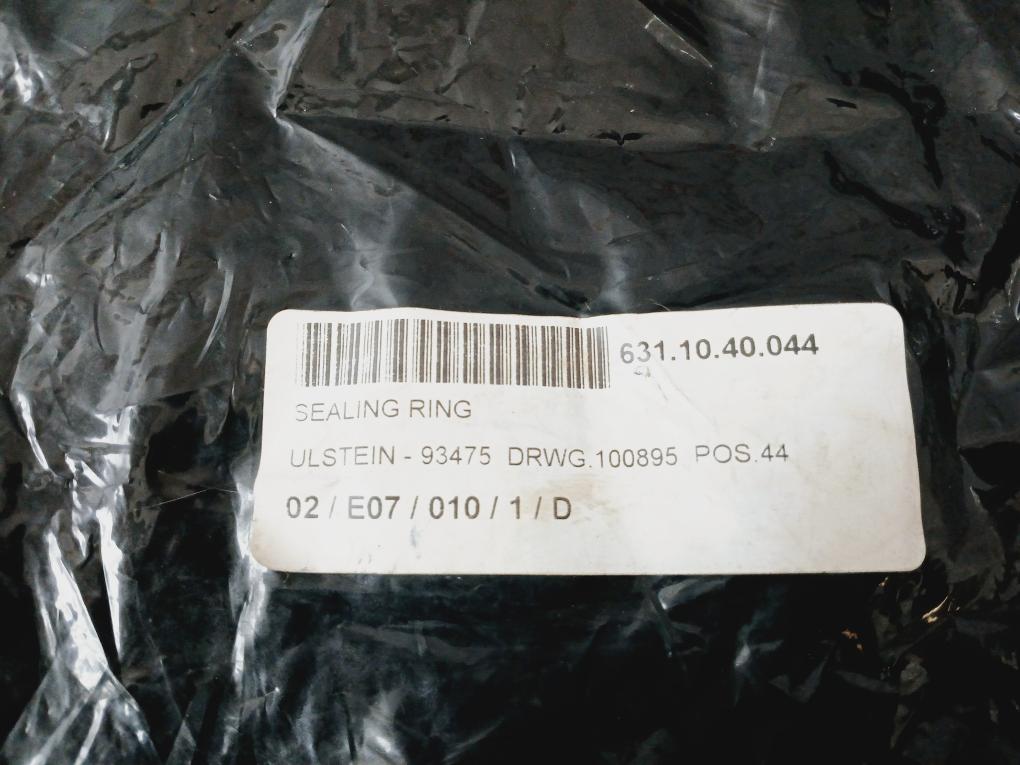 631.10.40.044
SEALING RING
ULSTEIN - 93475 DRWG.100895 POS.44
02 / E07 / 010 / 1 / D